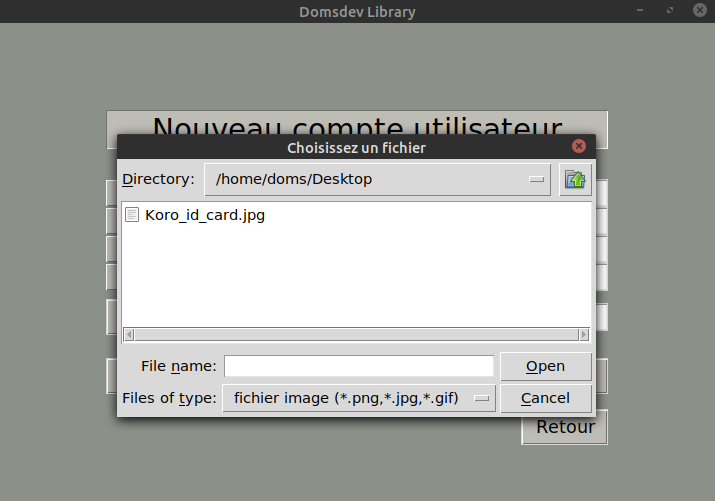 Domsdev Library
Nouveau compte utilisateur
Choisissez un fichier
Directory: /home/doms/Desktop
Koro_id_card.jpg
File name: Open
Files of type: fichier image (*.png,*.jpg,*.gif) Cancel
Retour